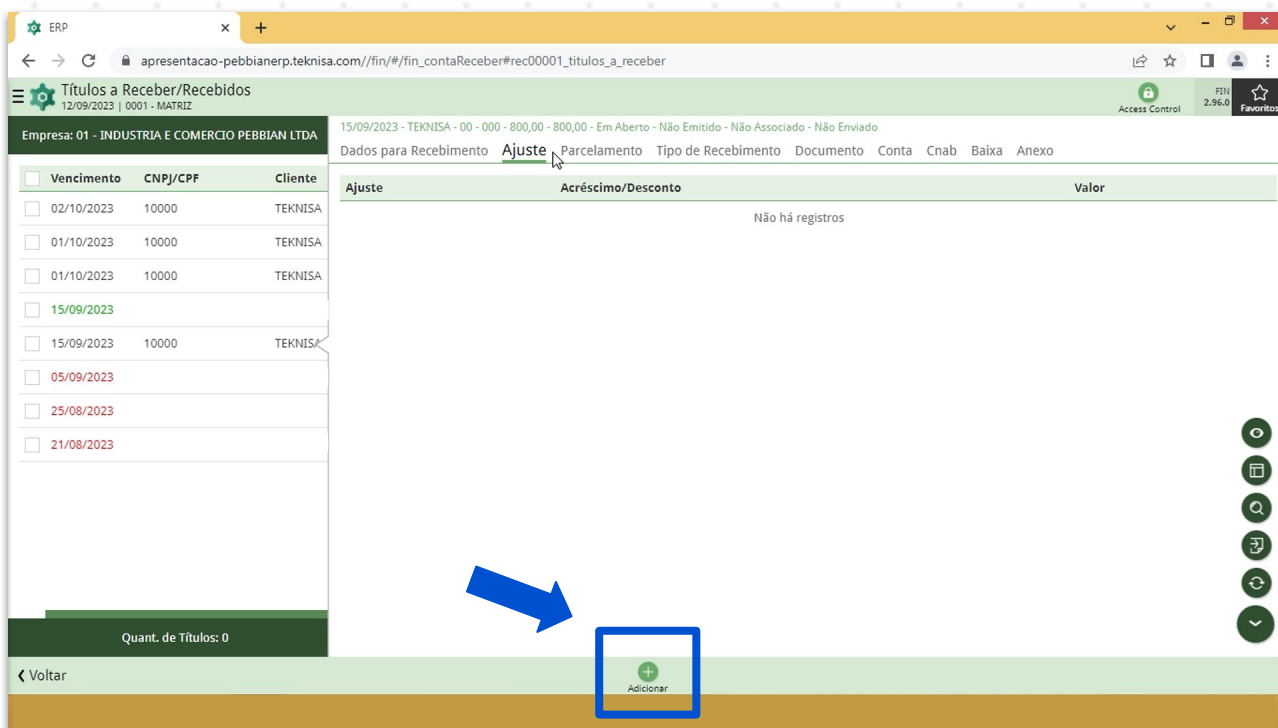 ERP
apresentacao-pebbianerp.teknisa.com//fin/#/fin_contaReceber#rec00001_titulos_a_receber
Títulos a Receber/Recebidos
12/09/2023 | 0001 - MATRIZ
Access Control
FIN
2.96.0
Favoritos
Empresa: 01 - INDUSTRIA E COMERCIO PEBBIAN LTDA
15/09/2023 - TEKNISA - 00 - 000 - 800,00 - 800,00 - Em Aberto - Não Emitido - Não Associado - Não Enviado
Dados para Recebimento Ajuste Parcelamento Tipo de Recebimento Documento Conta Cnab Baixa Anexo
Vencimento CNPJ/CPF Cliente
02/10/2023 10000 TEKNISA
01/10/2023 10000 TEKNISA
01/10/2023 10000 TEKNISA
15/09/2023
15/09/2023 10000 TEKNISA
05/09/2023
25/08/2023
21/08/2023
Ajuste Acréscimo/Desconto Valor
Não há registros
Quant. de Títulos: 0
Voltar
Adicionar